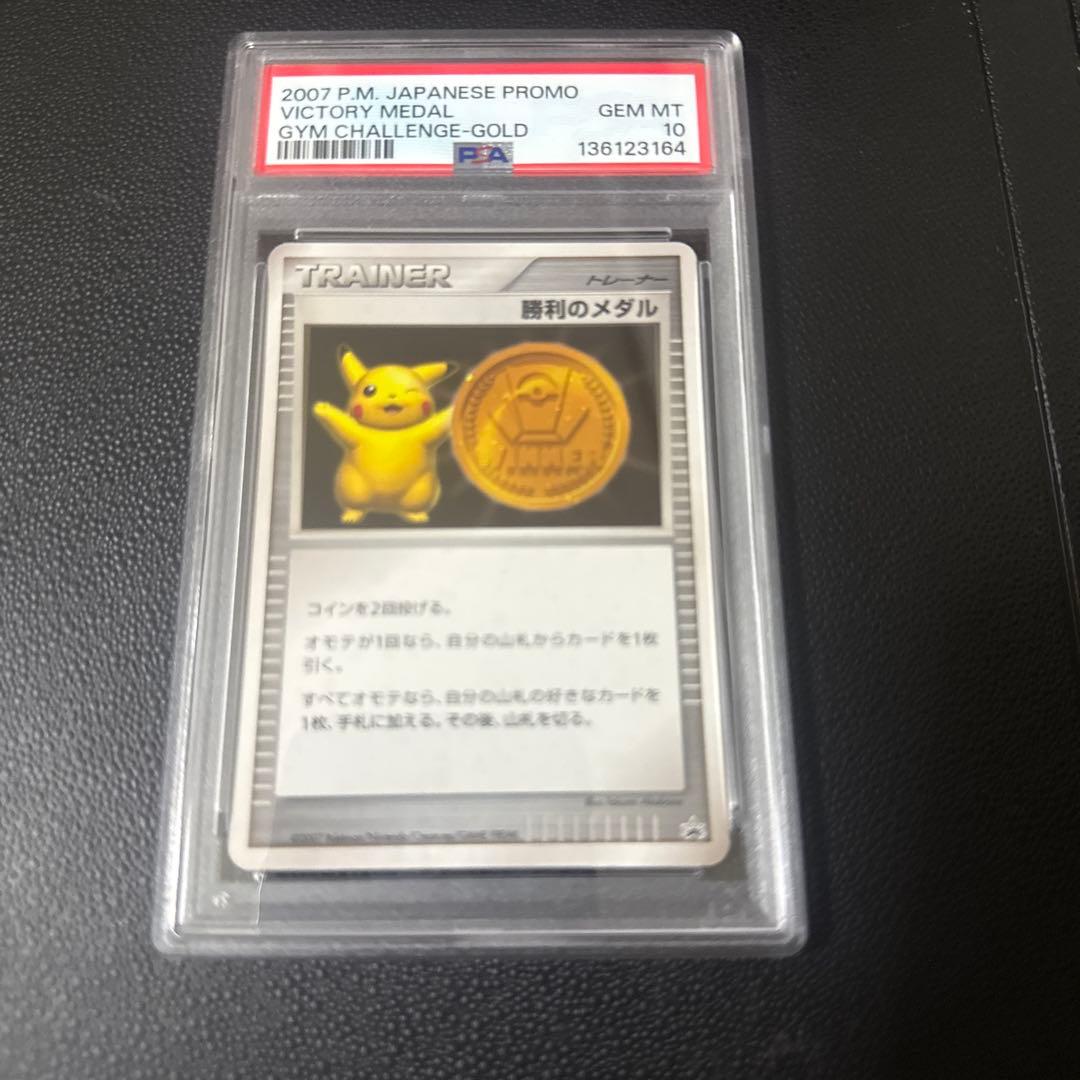 2007 P.M. JAPANESE PROMO
VICTORY MEDAL GEM MT
GYM CHALLENGE-GOLD 10
PSA 136123164
TRAINER トレーナー
勝利のメダル
WINNER
コインを2回投げる。
オモテが1回なら、自分の山札からカードを1枚
引く。
すべてオモテなら、自分の山札の好きなカードを
1枚、手札に加える。その後、山札を切る。
©2007